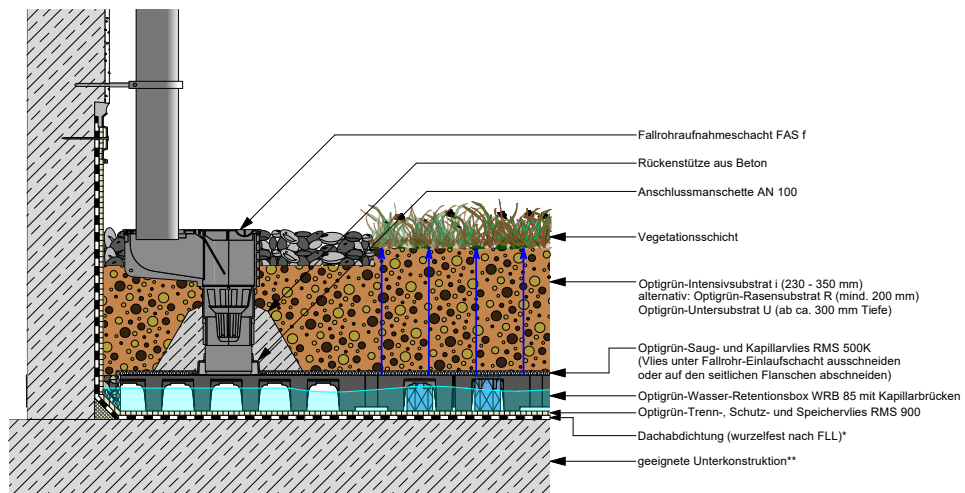 Fallrohraufnahmeschacht FAS f
Rückenstütze aus Beton
Anschlussmanschette AN 100
Vegetationsschicht
Optigrün-Intensivsubstrat i (230 - 350 mm)
alternativ: Optigrün-Rasensubstrat R (mind. 200 mm)
Optigrün-Untersubstrat U (ab ca. 300 mm Tiefe)
Optigrün-Saug- und Kapillarvlies RMS 500K
(Vlies unter Fallrohr-Einlaufschacht ausschneiden
oder auf den seitlichen Flanschen abschneiden)
Optigrün-Wasser-Retentionsbox WRB 85 mit Kapillarbrücken
Optigrün-Trenn-, Schutz- und Speichervlies RMS 900
Dachabdichtung (wurzelfest nach FLL)*
geeignete Unterkonstruktion**